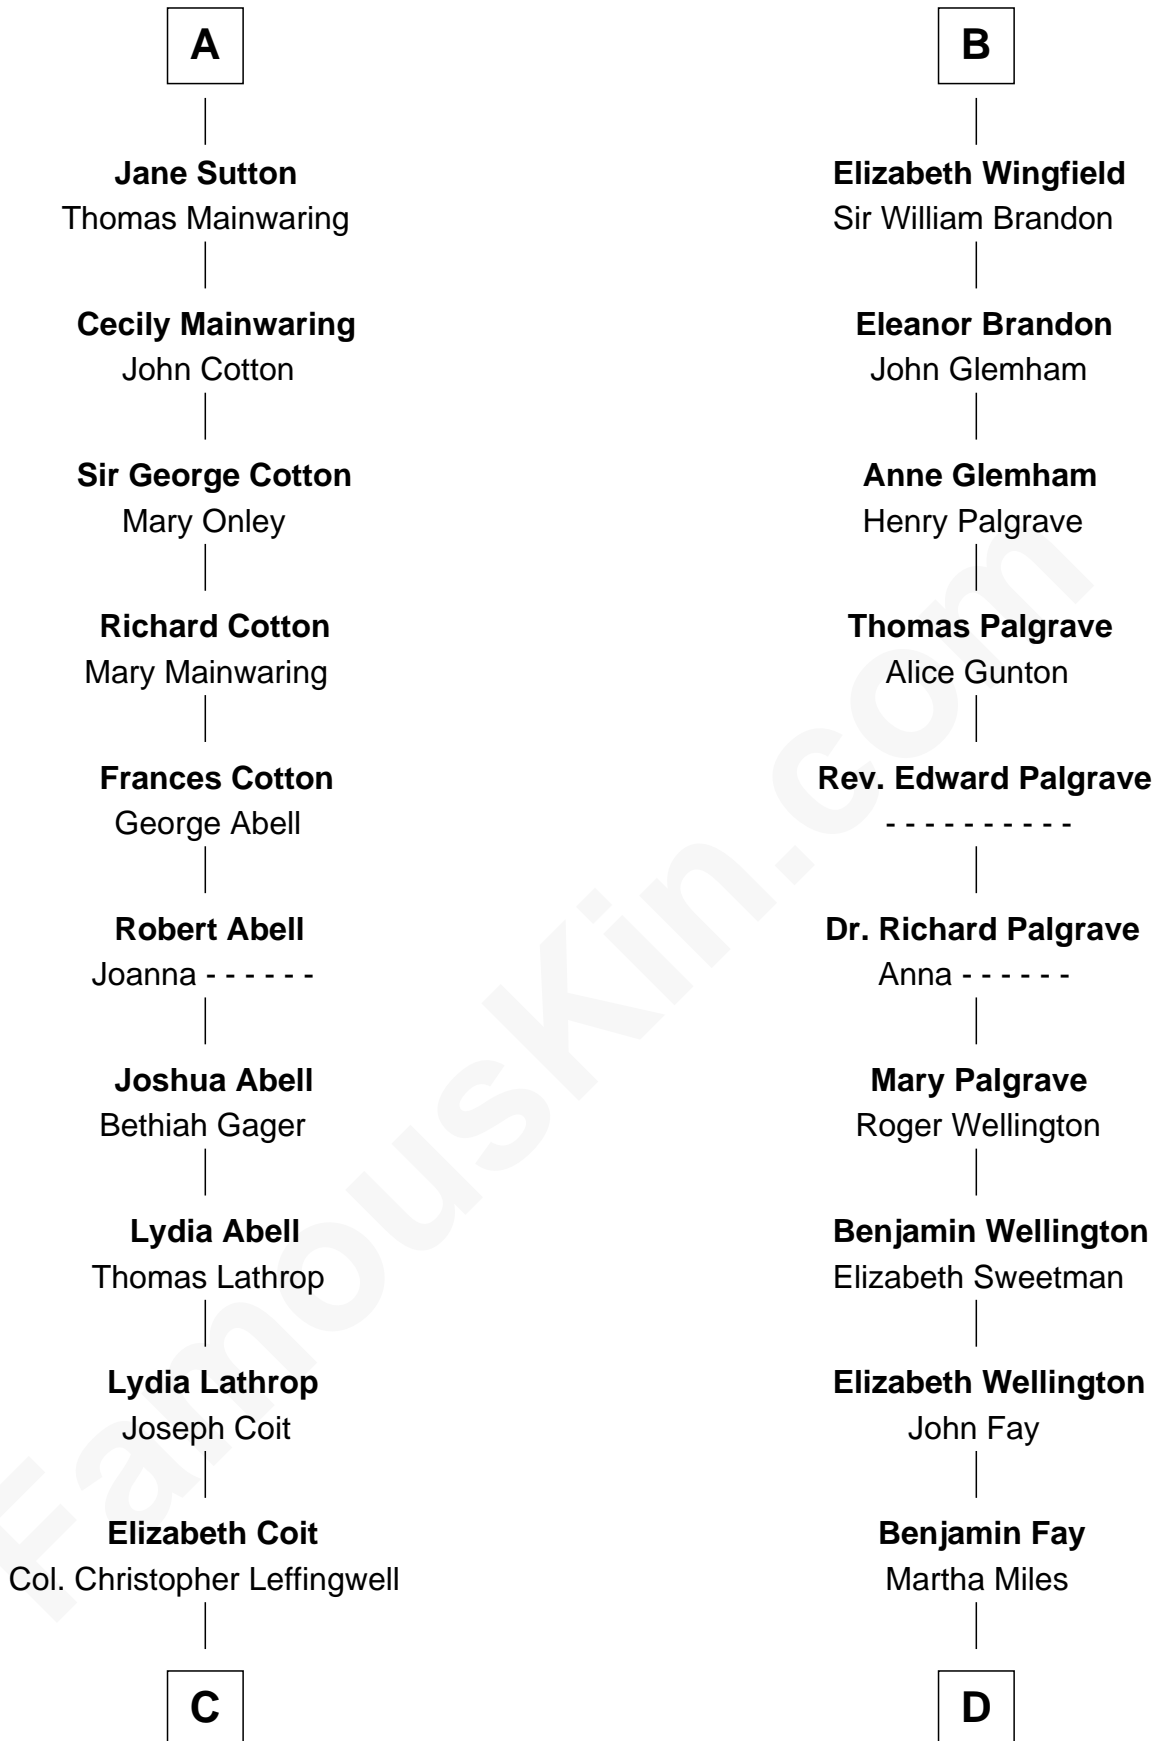 A
Jane Sutton
Thomas Mainwaring
Cecily Mainwaring
John Cotton
Sir George Cotton
Mary Onley
Richard Cotton
Mary Mainwaring
Frances Cotton
George Abell
Robert Abell
Joanna - - - - - -
Joshua Abell
Bethiah Gager
Lydia Abell
Thomas Lathrop
Lydia Lathrop
Joseph Coit
Elizabeth Coit
Col. Christopher Leffingwell
C
B
Elizabeth Wingfield
Sir William Brandon
Eleanor Brandon
John Glemham
Anne Glemham
Henry Palgrave
Thomas Palgrave
Alice Gunton
Rev. Edward Palgrave
- - - - - - - - - -
Dr. Richard Palgrave
Anna - - - - - -
Mary Palgrave
Roger Wellington
Benjamin Wellington
Elizabeth Sweetman
Elizabeth Wellington
John Fay
Benjamin Fay
Martha Miles
D
FamousKin.com